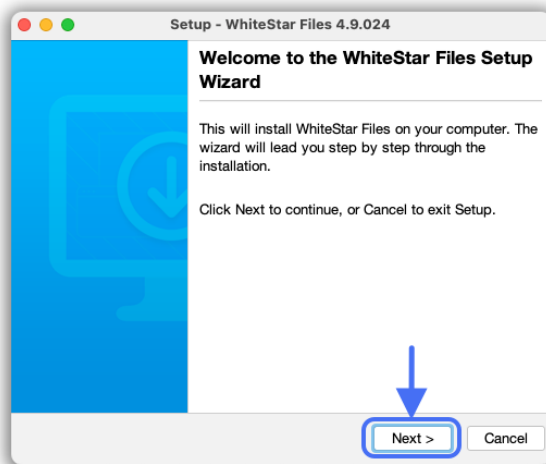 Setup - WhiteStar Files 4.9.024
Welcome to the WhiteStar Files Setup
Wizard
This will install WhiteStar Files on your computer. The
wizard will lead you step by step through the
installation.
Click Next to continue, or Cancel to exit Setup.
Next >
Cancel